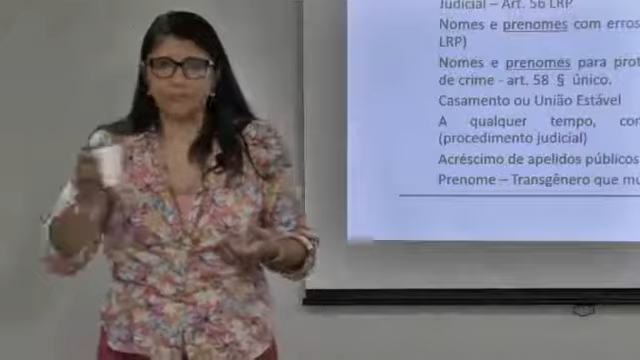 Judicial – Art. 56 LRP
Nomes e prenomes com erros
LRP)
Nomes e prenomes para prot
de crime - art. 58 § único.
Casamento ou União Estável
A qualquer tempo, con
(procedimento judicial)
Acréscimo de apelidos públicos
Prenome – Transgênero que mu